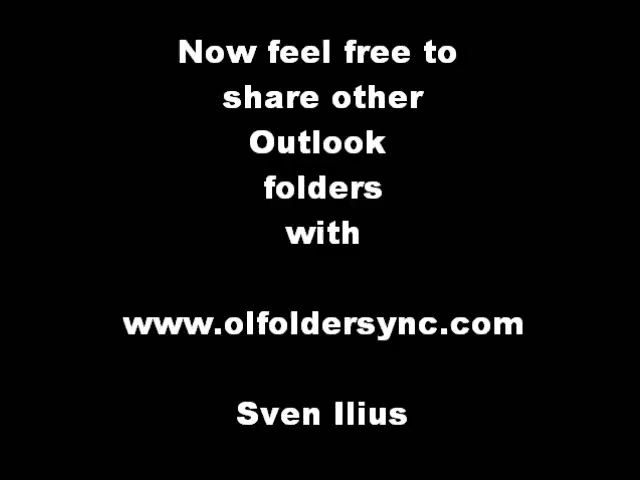 Now feel free to
share other
Outlook
folders
with
www.olfoldersync.com
Sven Ilius